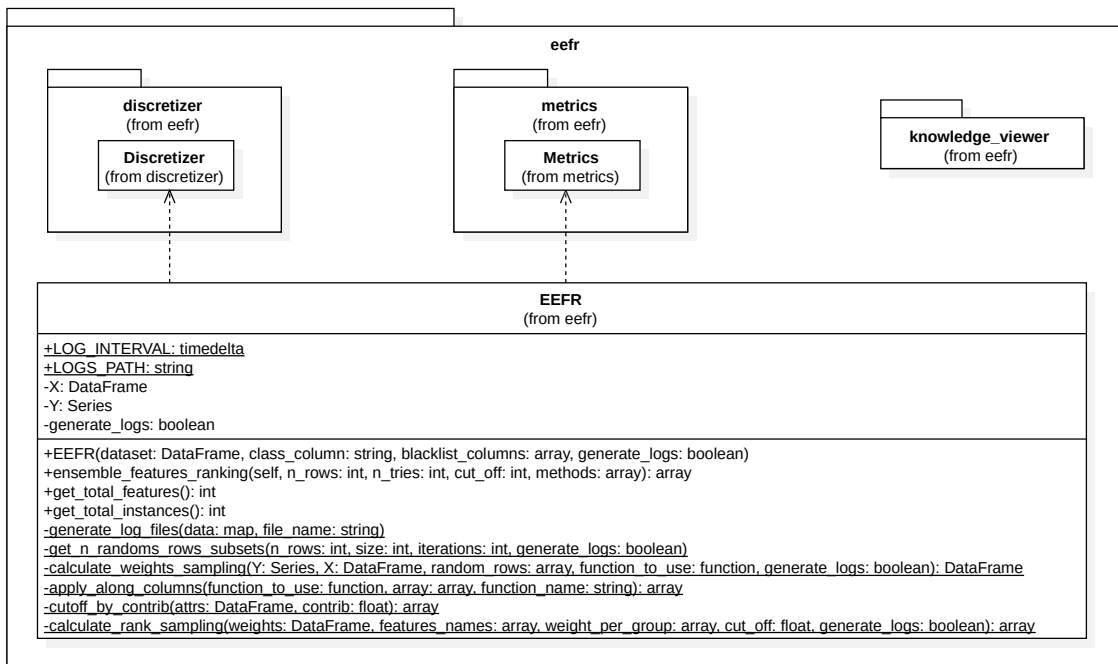 eefr
discretizer
(from eefr)
Discretizer
(from discretizer)
metrics
(from eefr)
Metrics
(from metrics)
knowledge_viewer
(from eefr)
EEFR
(from eefr)
+LOG_INTERVAL: timedelta
+LOGS_PATH: string
-X: DataFrame
-Y: Series
-generate_logs: boolean
+EEFR(dataset: DataFrame, class_column: string, blacklist_columns: array, generate_logs: boolean)
+ensemble_features_ranking(self, n_rows: int, n_tries: int, cut_off: int, methods: array): array
+get_total_features(): int
+get_total_instances(): int
-generate_log_files(data: map, file_name: string)
-get_n_randoms_rows_subsets(n_rows: int, size: int, iterations: int, generate_logs: boolean)
-calculate_weights_sampling(Y: Series, X: DataFrame, random_rows: array, function_to_use: function, generate_logs: boolean): DataFrame
-apply_along_columns(function_to_use: function, array: array, function_name: string): array
-cutoff_by_contrib(attrs: DataFrame, contrib: float): array
-calculate_rank_sampling(weights: DataFrame, features_names: array, weight_per_group: array, cut_off: float, generate_logs: boolean): array